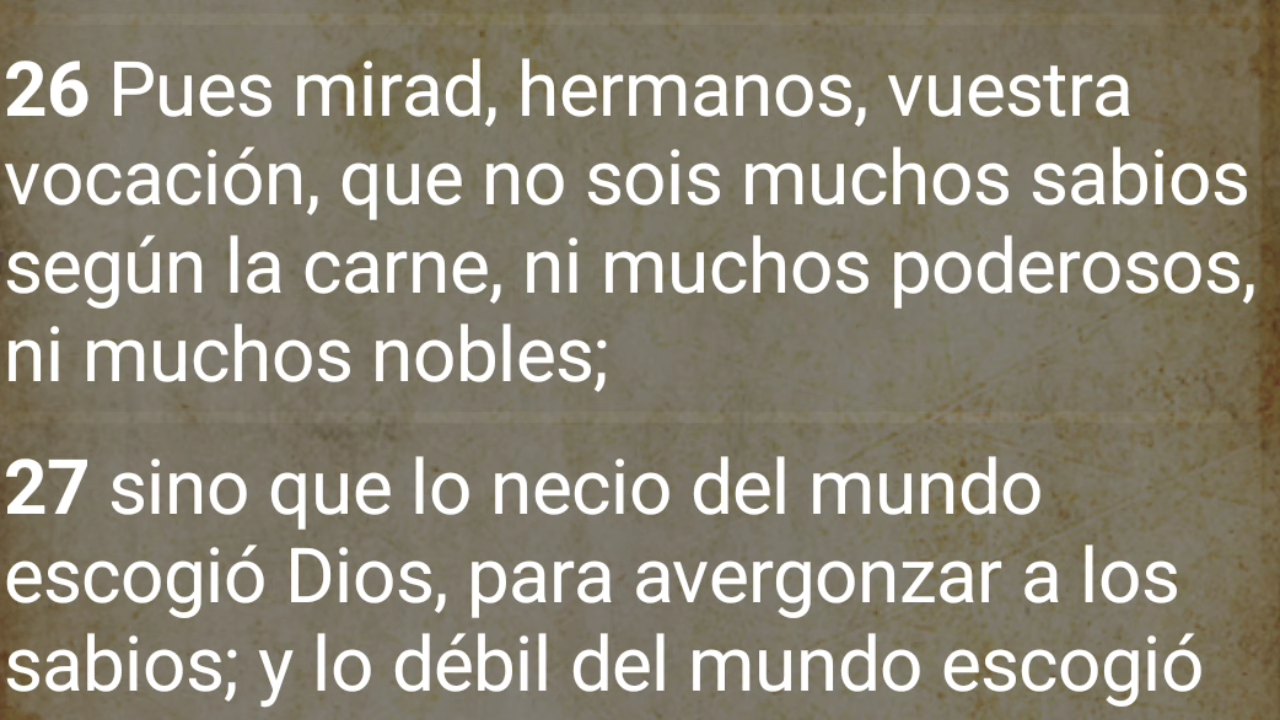 26 Pues mirad, hermanos, vuestra
vocación, que no sois muchos sabios
según la carne, ni muchos poderosos,
ni muchos nobles;
27 sino que lo necio del mundo
escogió Dios, para avergonzar a los
sabios; y lo débil del mundo escogió